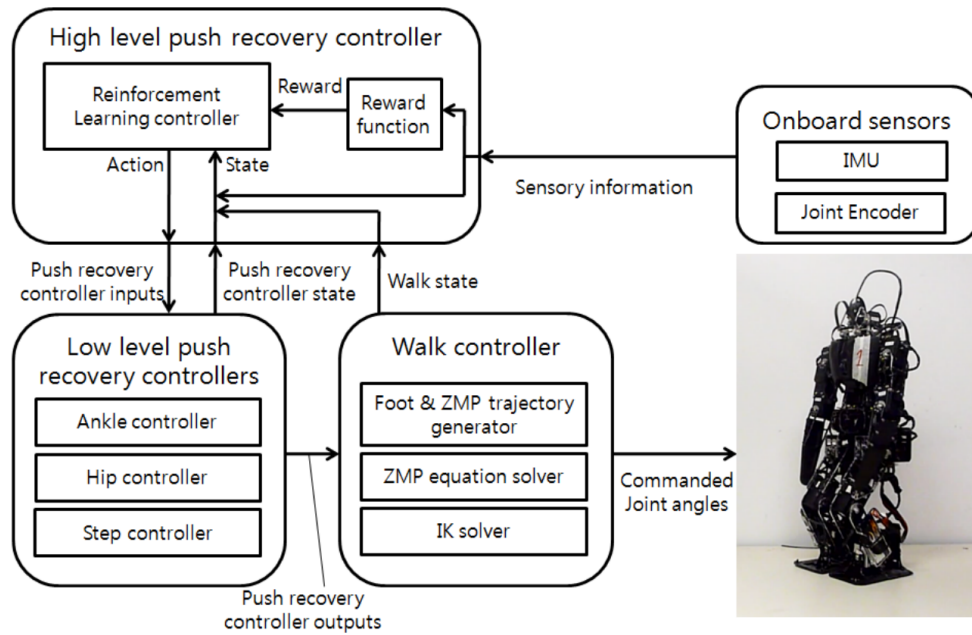 High level push recovery controller
Reinforcement
Learning controller
Reward
Reward
function
Action
State
Sensory information
Onboard sensors
IMU
Joint Encoder
Push recovery
controller inputs
Push recovery
controller state
Walk state
Low level push
recovery controllers
Ankle controller
Hip controller
Step controller
Walk controller
Foot & ZMP trajectory
generator
ZMP equation solver
IK solver
Commanded
Joint angles
Push recovery
controller outputs
1